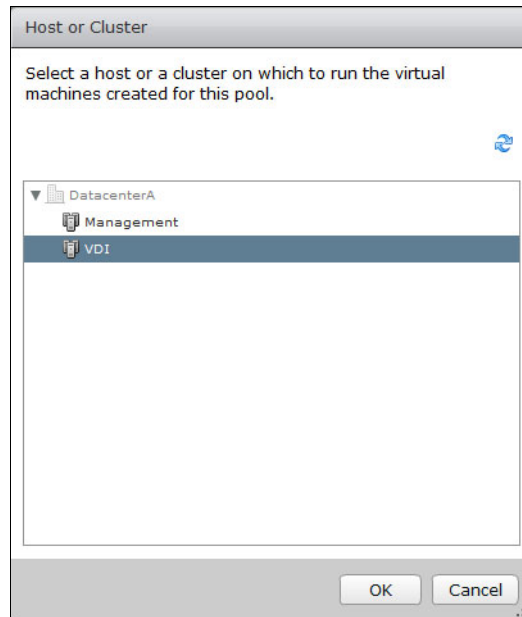 Host or Cluster
Select a host or a cluster on which to run the virtual
machines created for this pool.
DatacenterA
Management
VDI
OK
Cancel